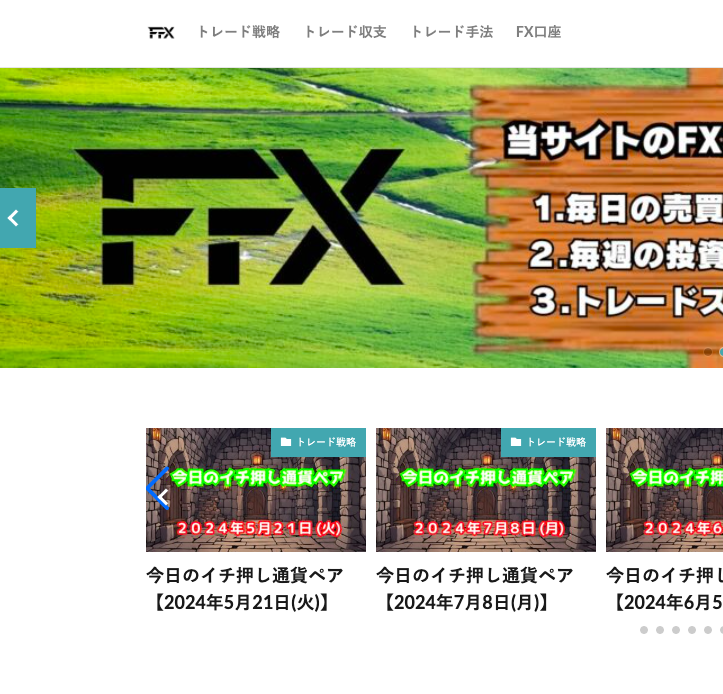 FFX トレード戦略 トレード収支 トレード手法 FX口座
FFX
当サイトのFX
1.毎日の売買
2.毎週の投資
3.トレードス
トレード戦略
今日のイチ押し通貨ペア
2024年5月21日(火)
今日のイチ押し通貨ペア
【2024年5月21日(火)】
トレード戦略
今日のイチ押し通貨ペア
2024年7月8日(月)
今日のイチ押し通貨ペア
【2024年7月8日(月)】
今日のイチ押し
2024年6
今日のイチ押し
【2024年6月5